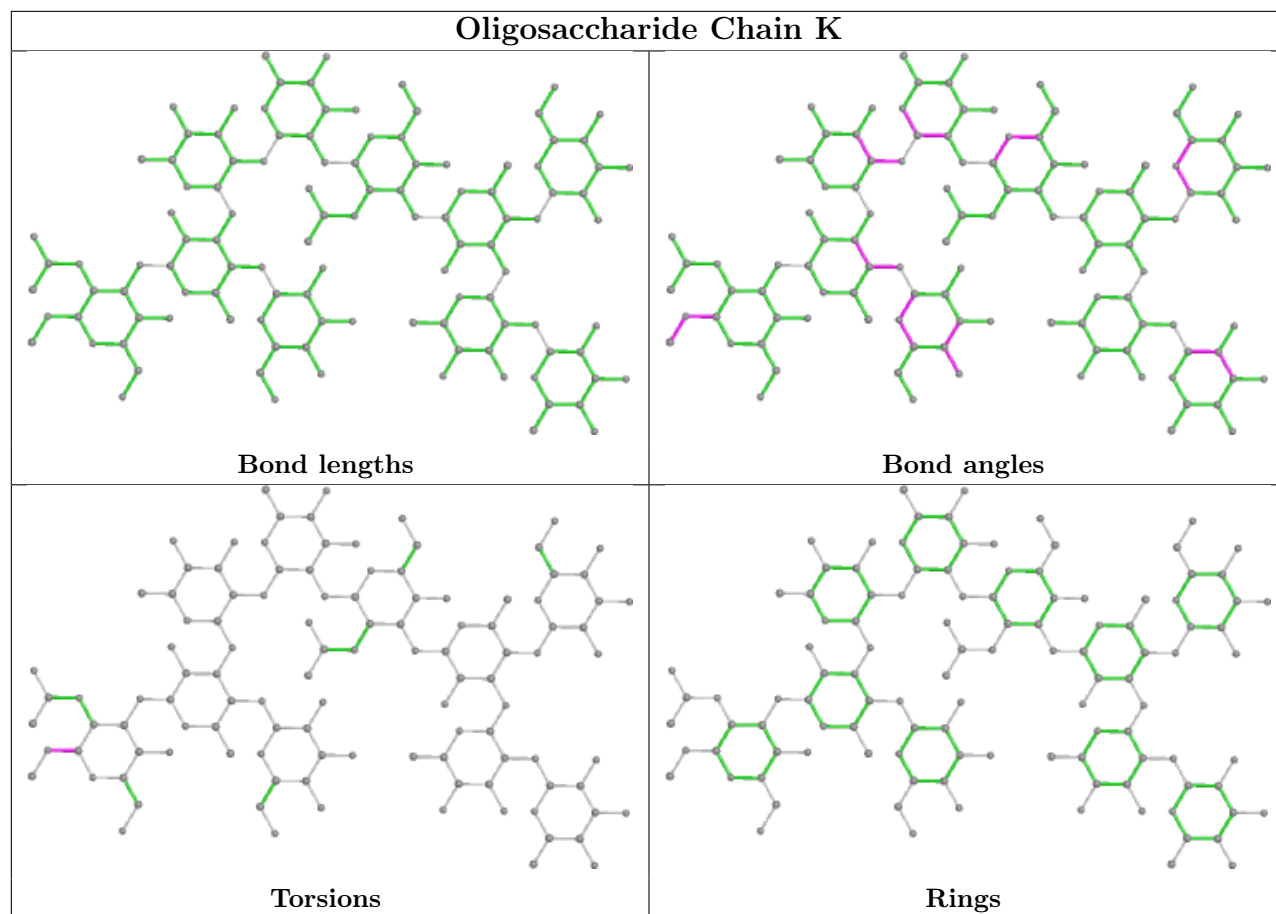 Oligosaccharide Chain K
Bond lengths
Bond angles
Torsions
Rings